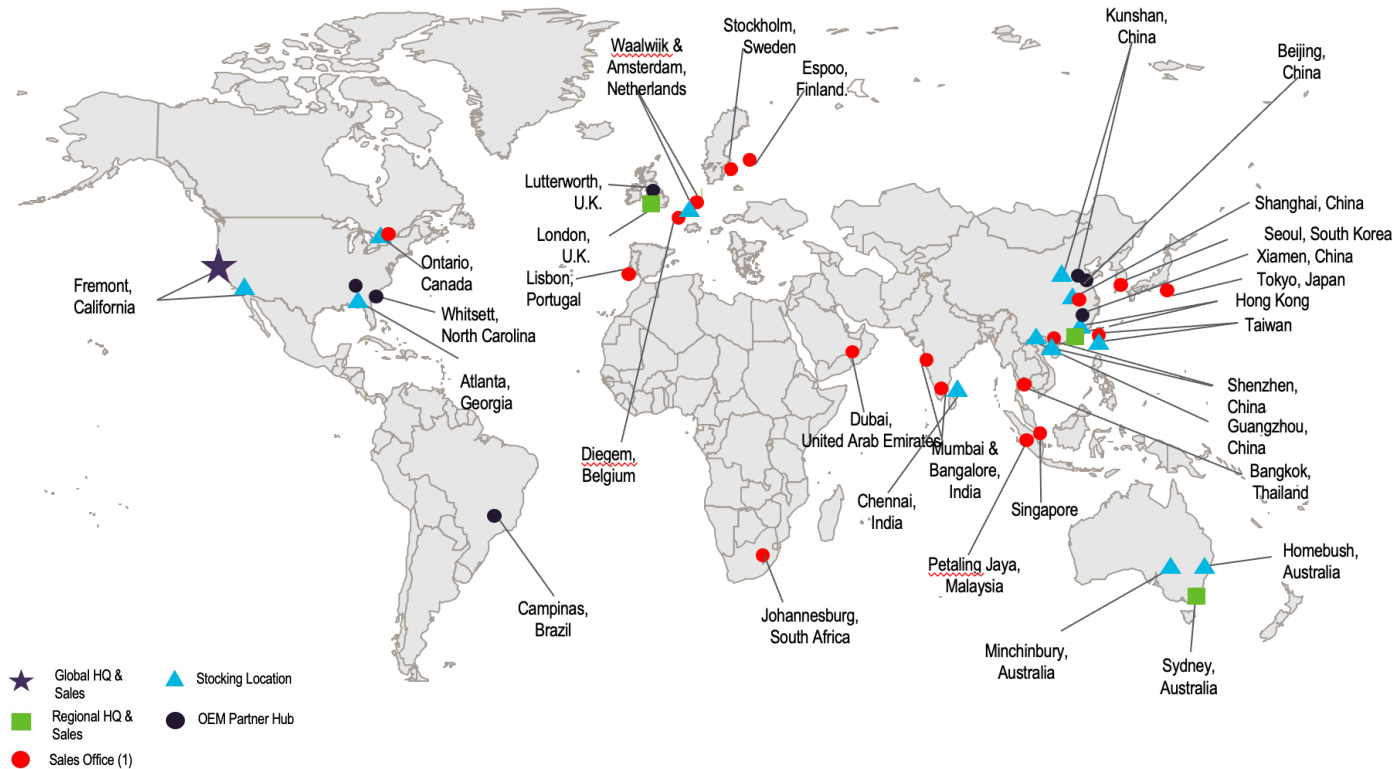 Kunshan,
China
Stockholm,
Sweden
Waalwijk &
Amsterdam,
Netherlands
Beijing,
China
Espoo,
Finland.
Lutterworth,
U.K.
Shanghai, China
London,
U.K.
Seoul, South Korea
Xiamen, China
Ontario,
Canada
Lisbon,
Portugal
Tokyo, Japan
Fremont,
California
Hong Kong
Whitsett,
North Carolina
Taiwan
Atlanta,
Georgia
Shenzhen,
China
Dubai,
United Arab Emirates
Guangzhou,
China
Diegem,
Belgium
Mumbai &
Bangalore,
India
Bangkok,
Thailand
Chennai,
India
Singapore
Homebush,
Australia
Petaling Jaya,
Malaysia
Campinas,
Brazil
Johannesburg,
South Africa
Minchinbury,
Australia
Sydney,
Australia
Global HQ &
Sales
Stocking Location
Regional HQ &
Sales
OEM Partner Hub
Sales Office (1)